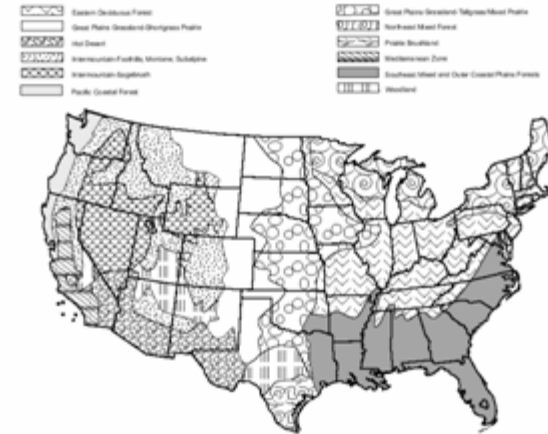 Eastern Deciduous Forest
Great Plains Grassland-Shortgrass Prairie
Hot Desert
Intermountain-Foothills, Montane, Subalpine
Intermountain-Sagebrush
Pacific Coastal Forest
Great Plains Grassland-Tallgrass/Mixed Prairie
Northeast Mixed Forest
Prairie Brushland
Mediterranean Zone
Southeast Mixed and Outer Coastal Plains Forests
Woodland